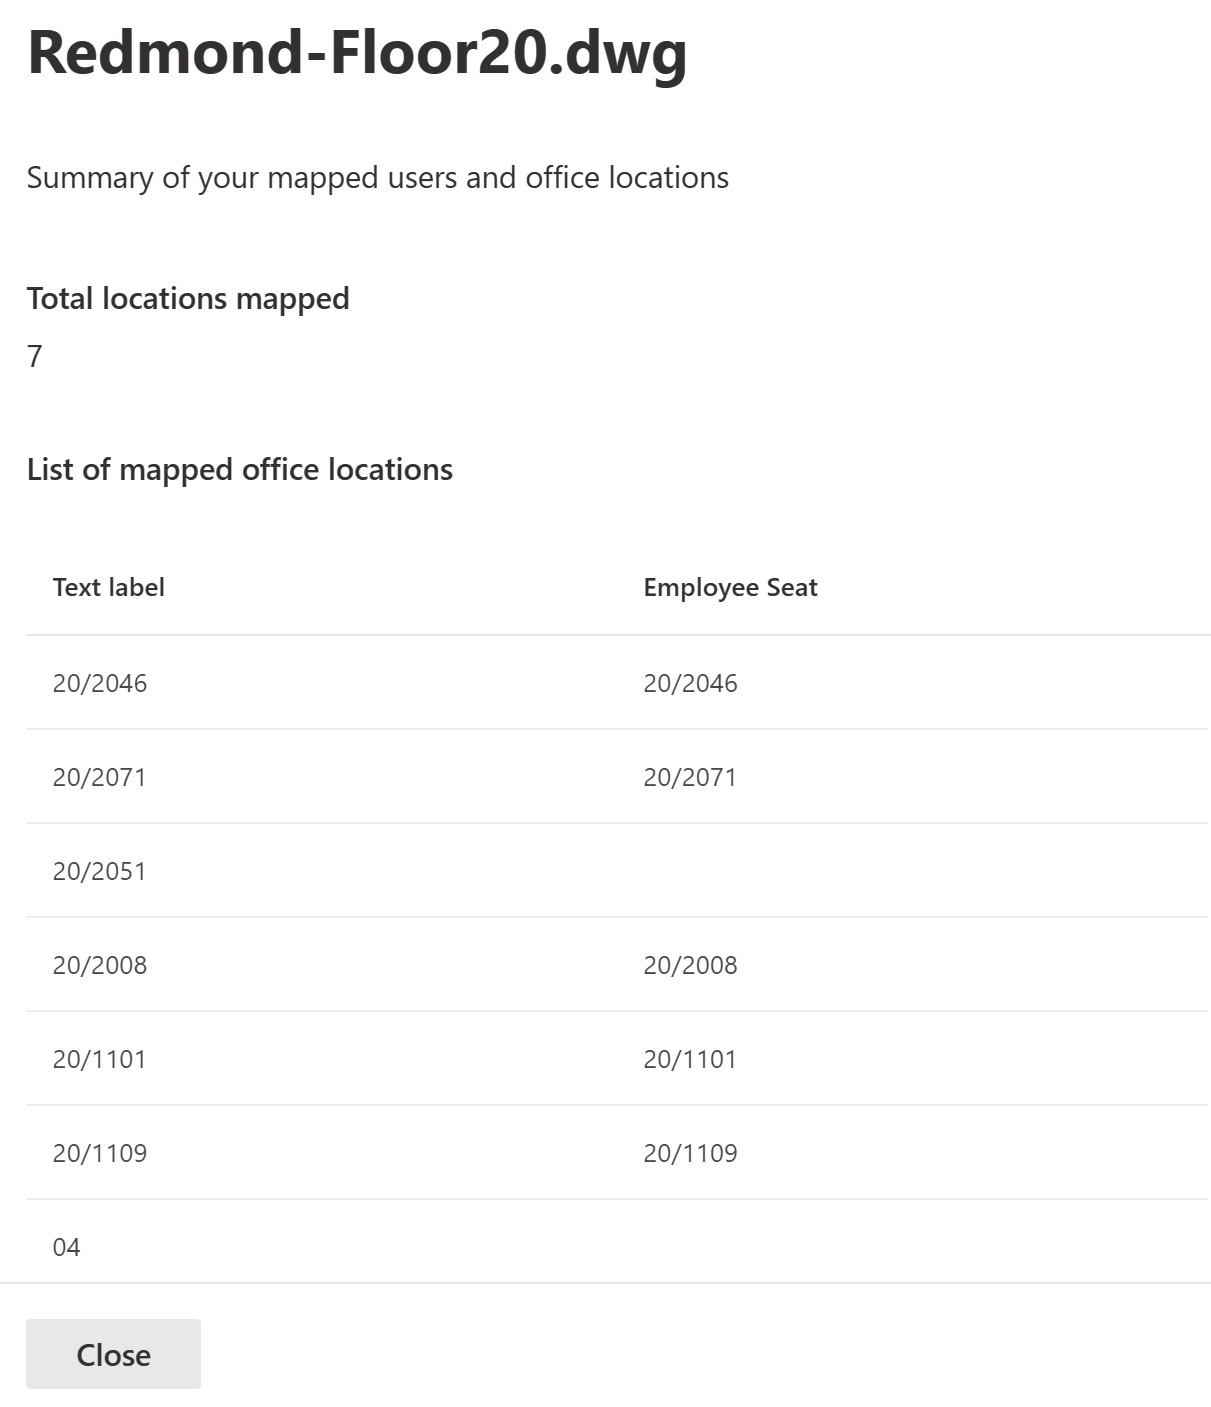 Redmond-Floor20.dwg
Summary of your mapped users and office locations
Total locations mapped
7
List of mapped office locations
Text label Employee Seat
20/2046 20/2046
20/2071 20/2071
20/2051
20/2008 20/2008
20/1101 20/1101
20/1109 20/1109
04
Close